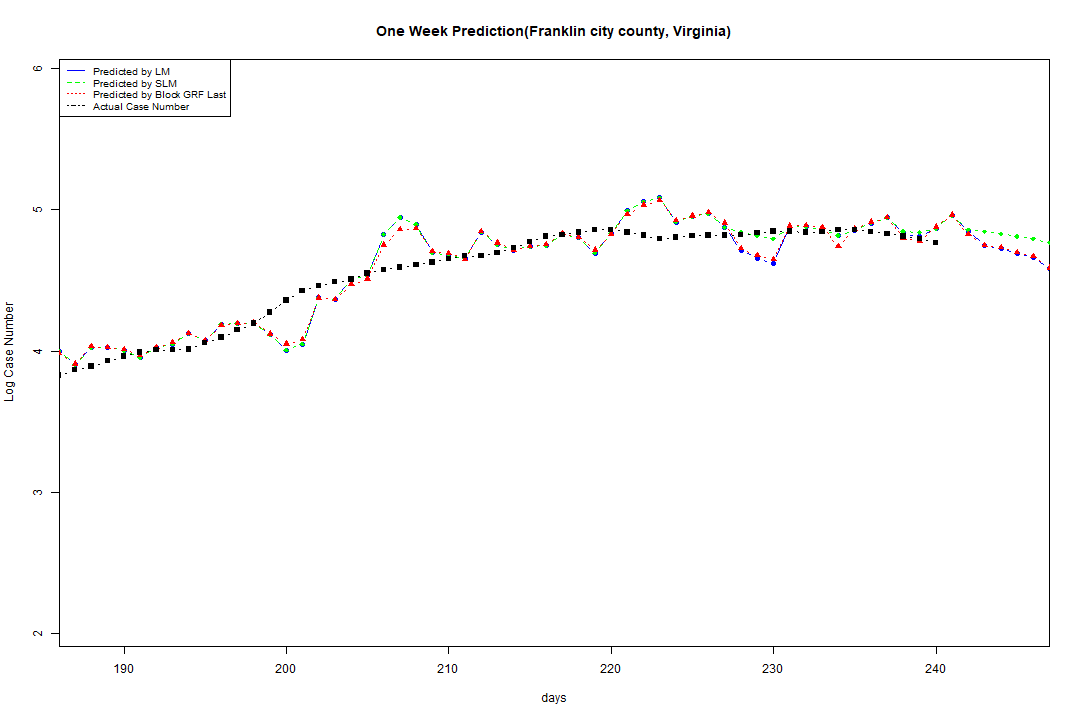 One Week Prediction(Franklin city county, Virginia)
Predicted by LM
Predicted by SLM
Predicted by Block GRF Last
Actual Case Number
6
5
4
3
2
Log Case Number
190 200 210 220 230 240
days